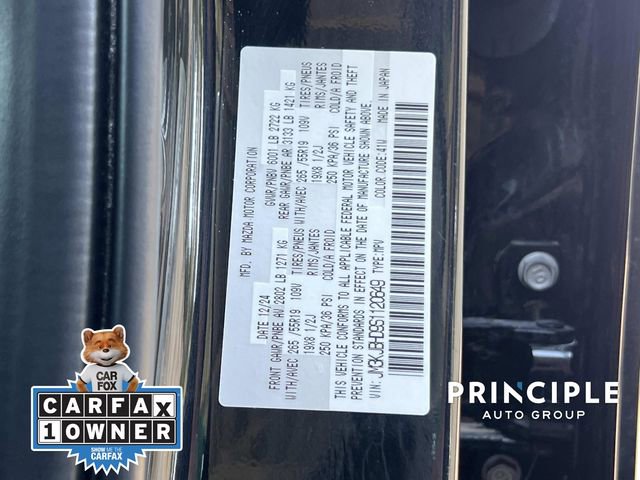 MFD. BY MAZDA MOTOR CORPORATION
DATE: 12/24 GVWR/PNBV 6001 LB 2722 KG
FRONT GAWR/PNBE AV 2802 LB 1271 KG REAR GAWR/PNBE AR 3133 LB 1421 KG
WITH/AVEC 265 /55R19 109V TIRES/PNEUS WITH/AVEC 265 /55R19 109V TIRES/PNEUS
19X8 1/2J RIMS/JANTES 19X8 1/2J RIMS/JANTES
250 KPA/36 PSI COLD/A FROID 250 KPA/36 PSI COLD/A FROID
THIS VEHICLE CONFORMS TO ALL APPLICABLE FEDERAL MOTOR VEHICLE SAFETY AND THEFT
PREVENTION STANDARDS IN EFFECT ON THE DATE OF MANUFACTURE SHOWN ABOVE.
VIN: TYPE:MPV COLOR CODE:41W MADE IN JAPAN
CAR
FOX
CARFAX
1 OWNER
SHOW ME THE
CARFAX
PRINCIPLE
AUTO GROUP